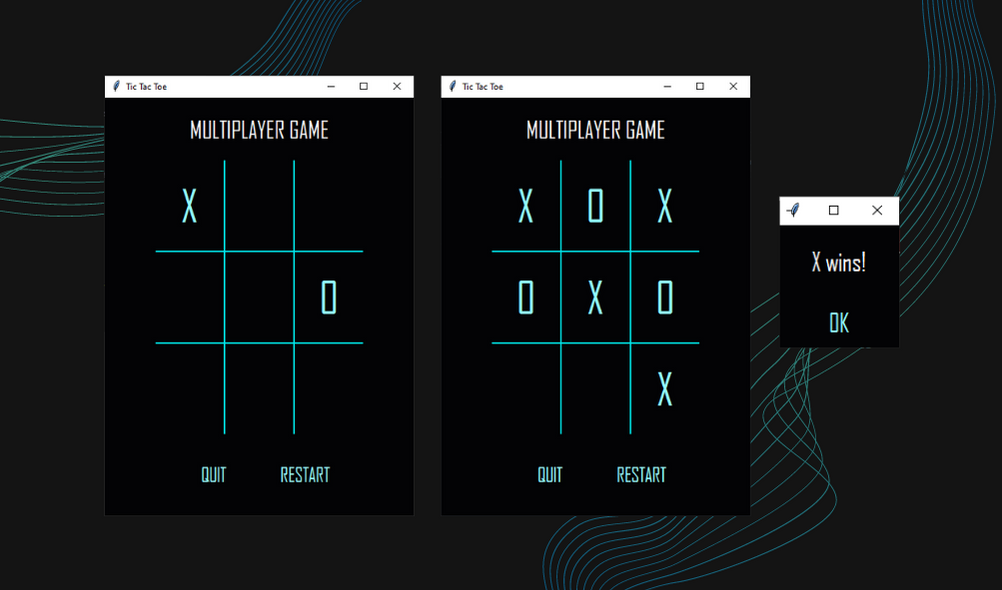 Tic Tac Toe
MULTIPLAYER GAME
X
O
QUIT RESTART
Tic Tac Toe
MULTIPLAYER GAME
X O X
O X O
X
QUIT RESTART
X wins!
OK